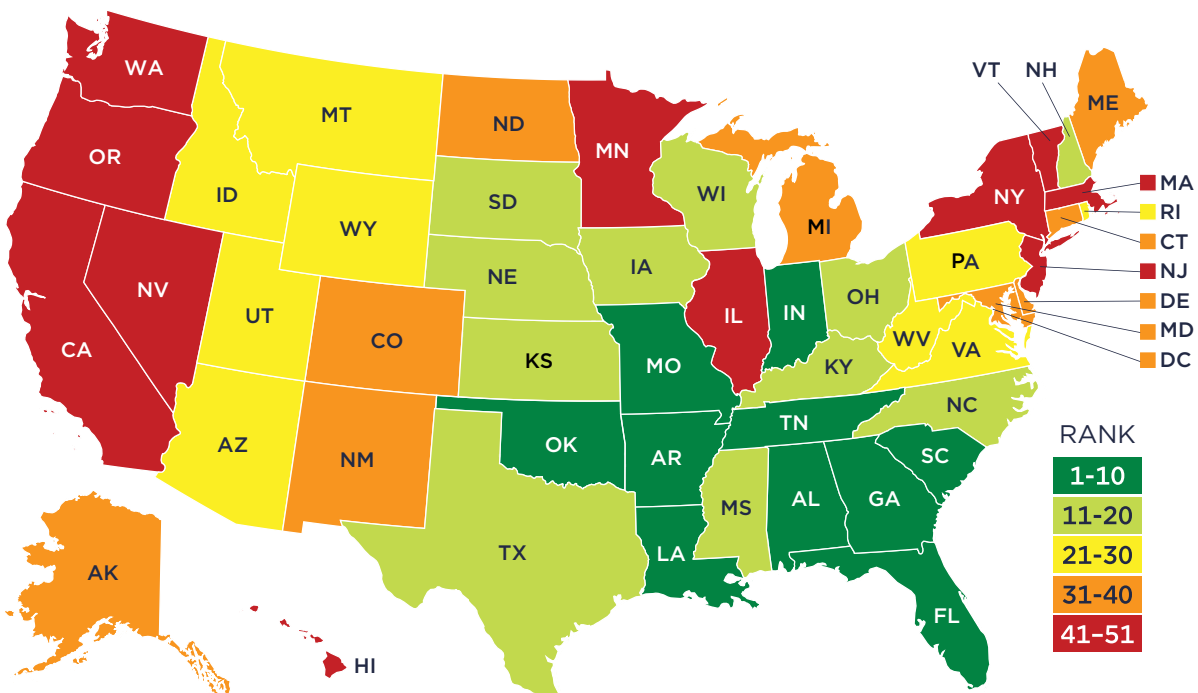 VT NH
WA
ME
MT
ND
MN
OR
MA
ID
SD
WI
NY
RI
WY
MI
CT
IA
PA
NJ
NE
NV
OH
DE
UT
IL
IN
MD
CO
WV
VA
CA
KS
MO
KY
DC
NC
TN
RANK
AZ
OK
SC
NM
AR
1-10
AL
GA
MS
11-20
TX
LA
21-30
AK
31-40
FL
41-51
HI